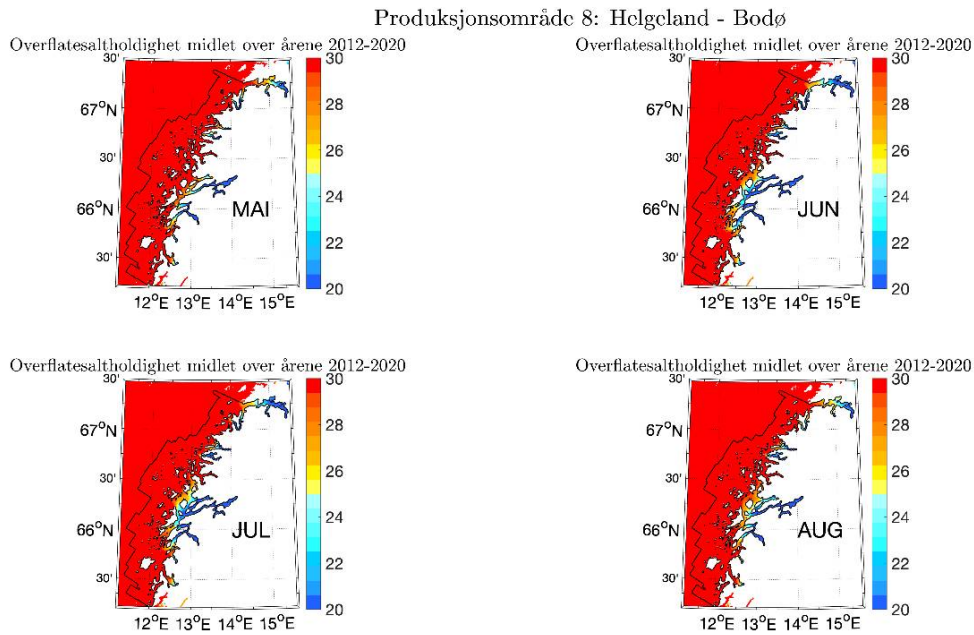 Produksjonsområde 8: Helgeland - Bodø
Overflatesaltholdighet midlet over årene 2012-2020
30'
67°N
30'
66°N
30'
12°E 13°E 14°E 15°E
MAI
30
28
26
24
22
20
Overflatesaltholdighet midlet over årene 2012-2020
30'
67°N
30'
66°N
30'
12°E 13°E 14°E 15°E
JUN
30
28
26
24
22
20
Overflatesaltholdighet midlet over årene 2012-2020
30'
67°N
30'
66°N
30'
12°E 13°E 14°E 15°E
JUL
30
28
26
24
22
20
Overflatesaltholdighet midlet over årene 2012-2020
30'
67°N
30'
66°N
30'
12°E 13°E 14°E 15°E
AUG
30
28
26
24
22
20